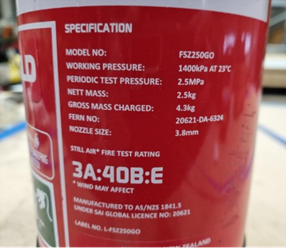 SPECIFICATION
MODEL NO: FSZ250GO
WORKING PRESSURE: 1400kPA AT 23°C
PERIODIC TEST PRESSURE: 2.5MPa
NETT MASS: 2.5kg
GROSS MASS CHARGED: 4.3kg
FERN NO: 20621-DA-6324
NOZZLE SIZE: 3.8mm
STILL AIR* FIRE TEST RATING
3A:40B:E
* WIND MAY AFFECT
MANUFACTURED TO AS/NZS 1841.5
UNDER SAI GLOBAL LICENCE NO: 20621
LABEL NO. L-FSZ250GO
ZEALAND